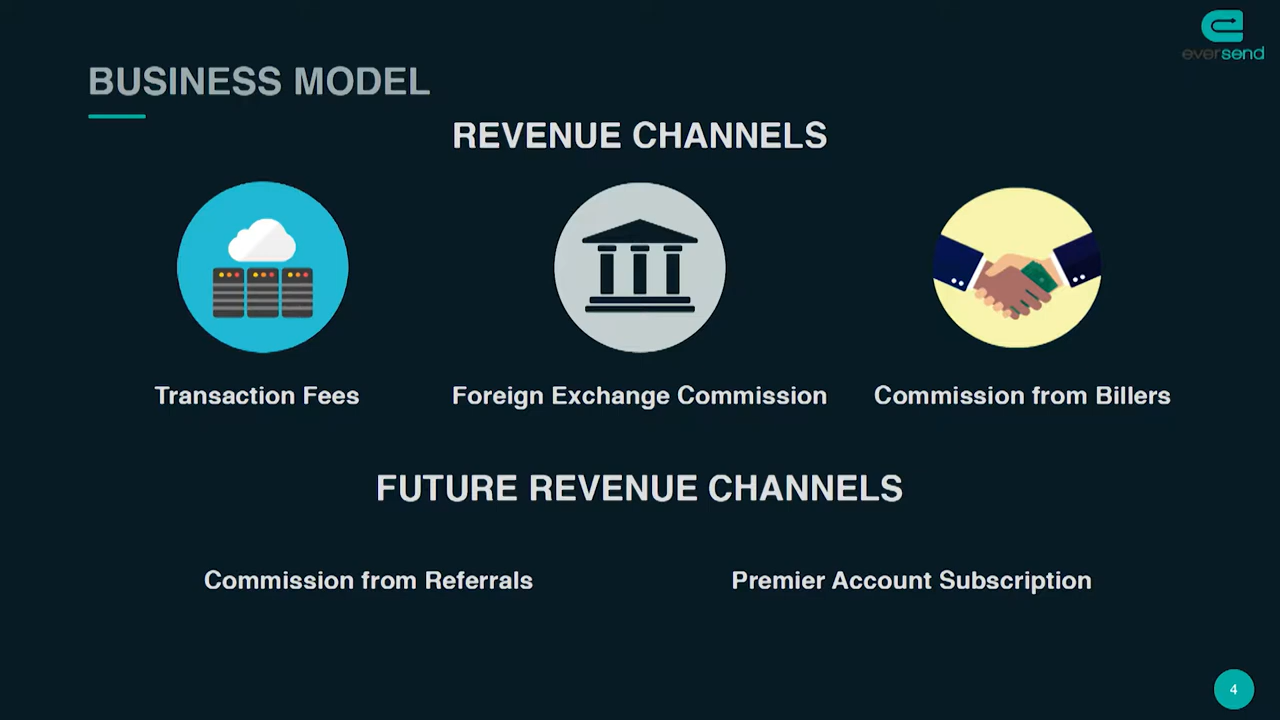 eversend
BUSINESS MODEL
REVENUE CHANNELS
Transaction Fees
Foreign Exchange Commission
Commission from Billers
FUTURE REVENUE CHANNELS
Commission from Referrals
Premier Account Subscription
4